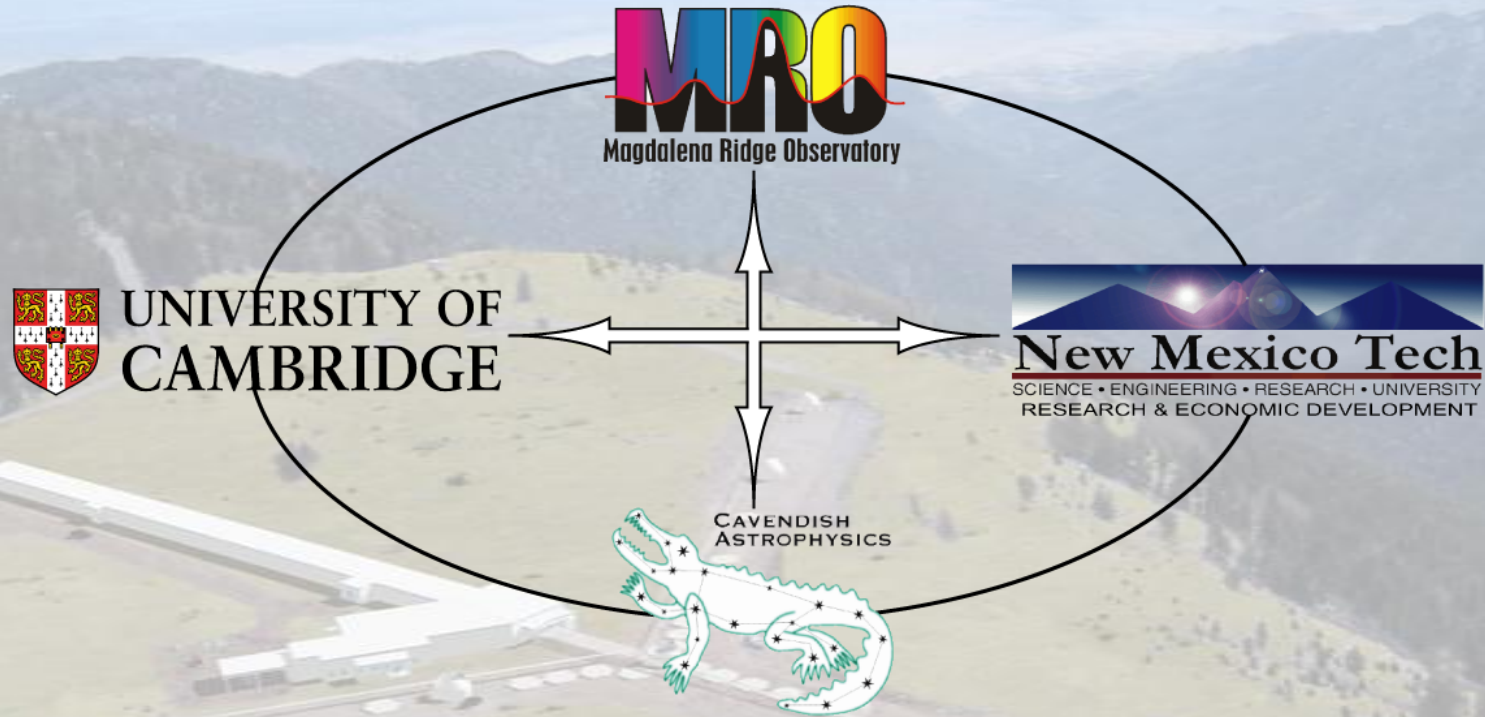 MRO
Magdalena Ridge Observatory
UNIVERSITY OF
CAMBRIDGE
New Mexico Tech
SCIENCE • ENGINEERING • RESEARCH • UNIVERSITY
RESEARCH & ECONOMIC DEVELOPMENT
CAVENDISH
ASTROPHYSICS